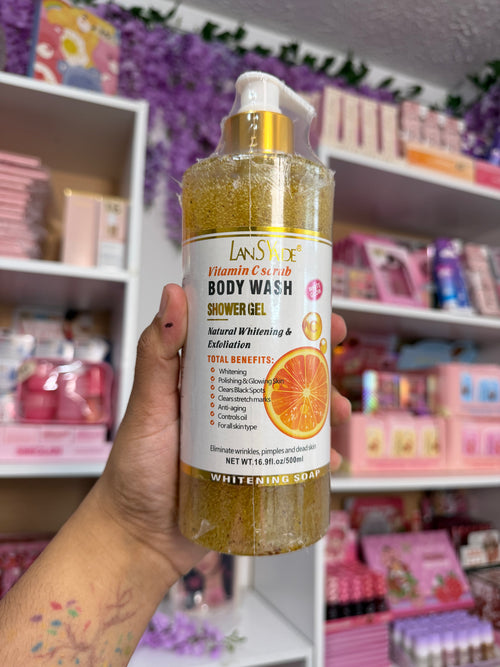 LANSYADE®
Vitamin C scrub
BODY WASH
SHOWER GEL
Natural Whitening &
Exfoliation
VC
TOTAL BENEFITS:
Whitening
Polishing & Glowing Skin
Clears Black Spots
Clears stretch marks
Anti-aging
Controls oil
For all skin type
Eliminate wrinkles, pimples and dead skin
NET WT.16.9fl.oz/500ml
WHITENING SOAP